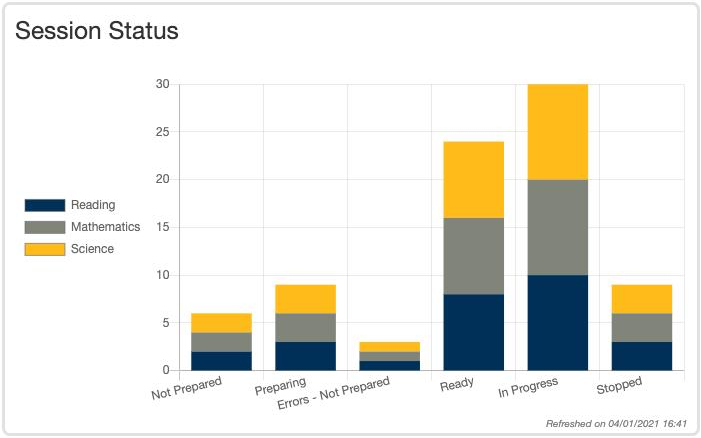 Session Status
30
25
20
15
10
5
0
Reading
Mathematics
Science
Not Prepared
Preparing
Errors - Not Prepared
Ready
In Progress
Stopped
Refreshed on 04/01/2021 16:41